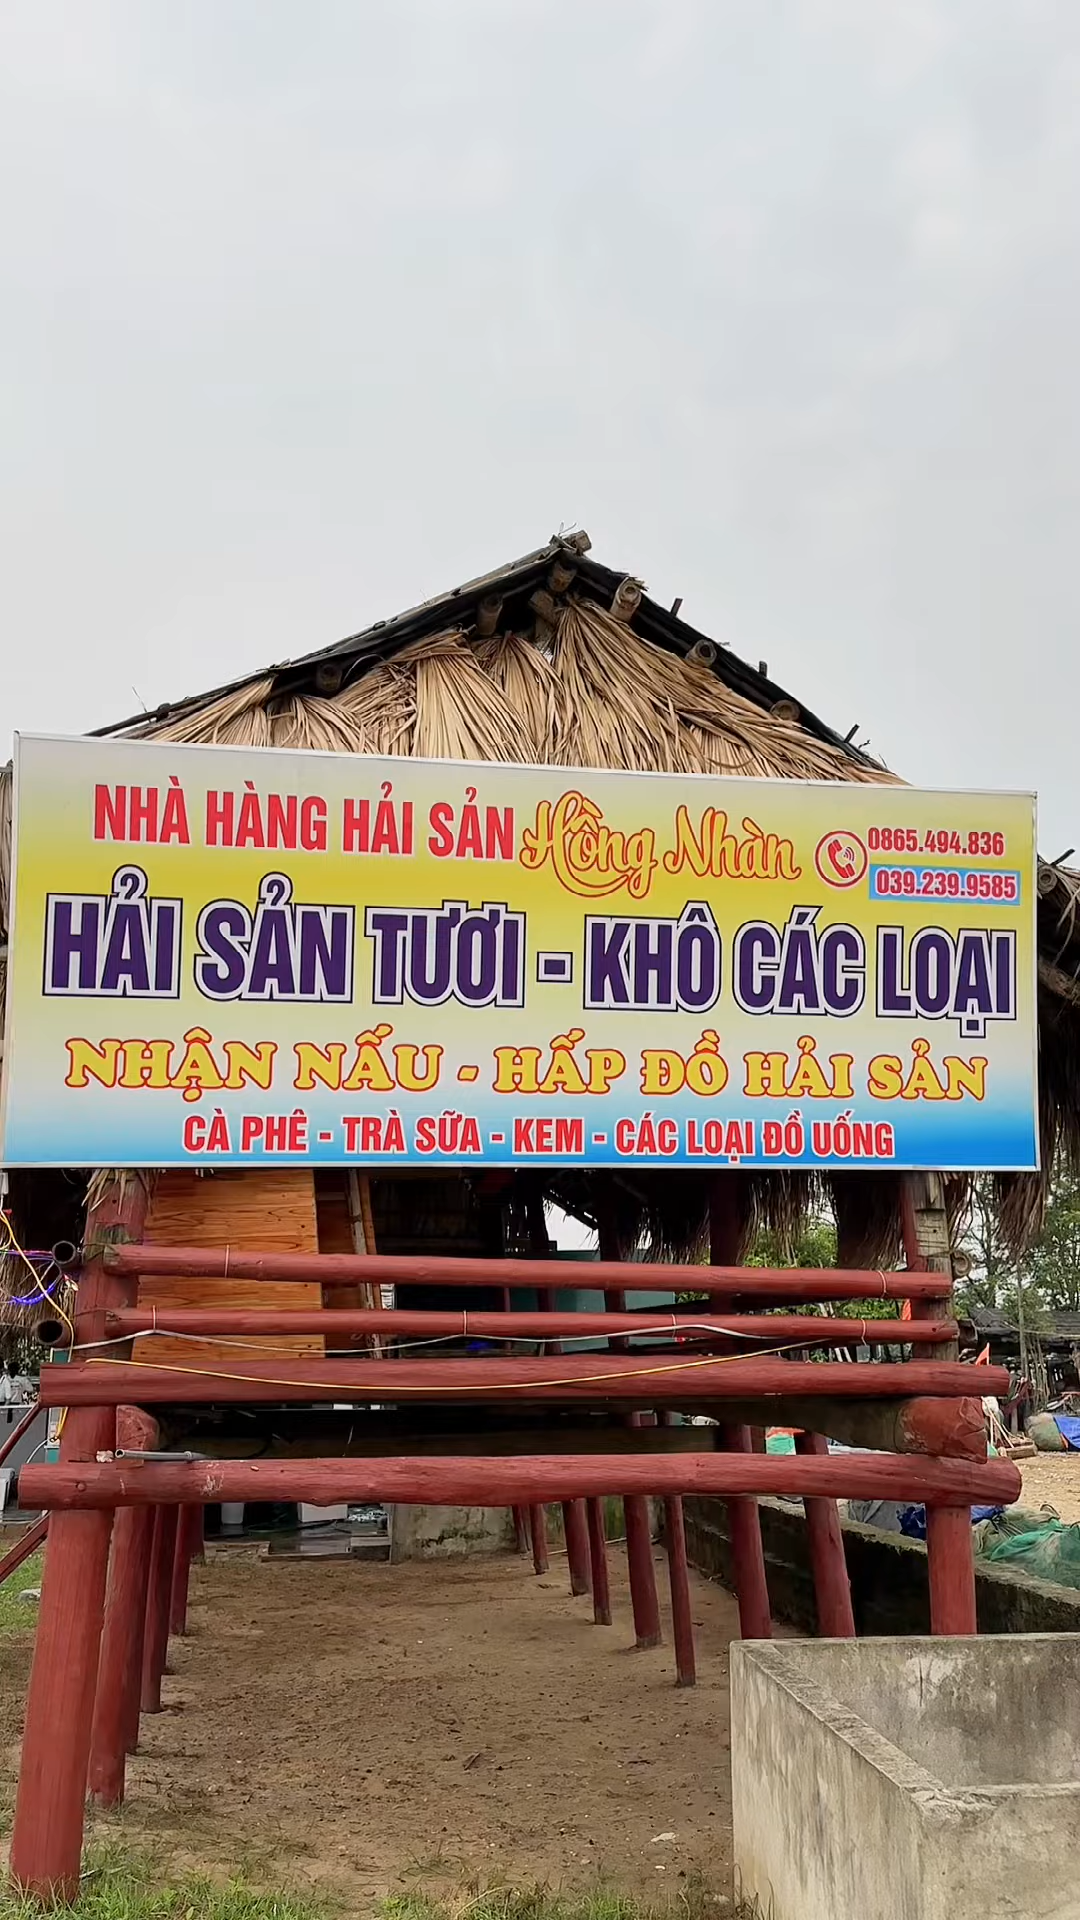 NHÀ HÀNG HẢI SẢN Hồng Nhàn 0865.494.836
039.239.9585
HẢI SẢN TƯƠI - KHÔ CÁC LOẠI
NHẬN NẤU - HẤP ĐỒ HẢI SẢN
CÀ PHÊ - TRÀ SỮA - KEM - CÁC LOẠI ĐỒ UỐNG